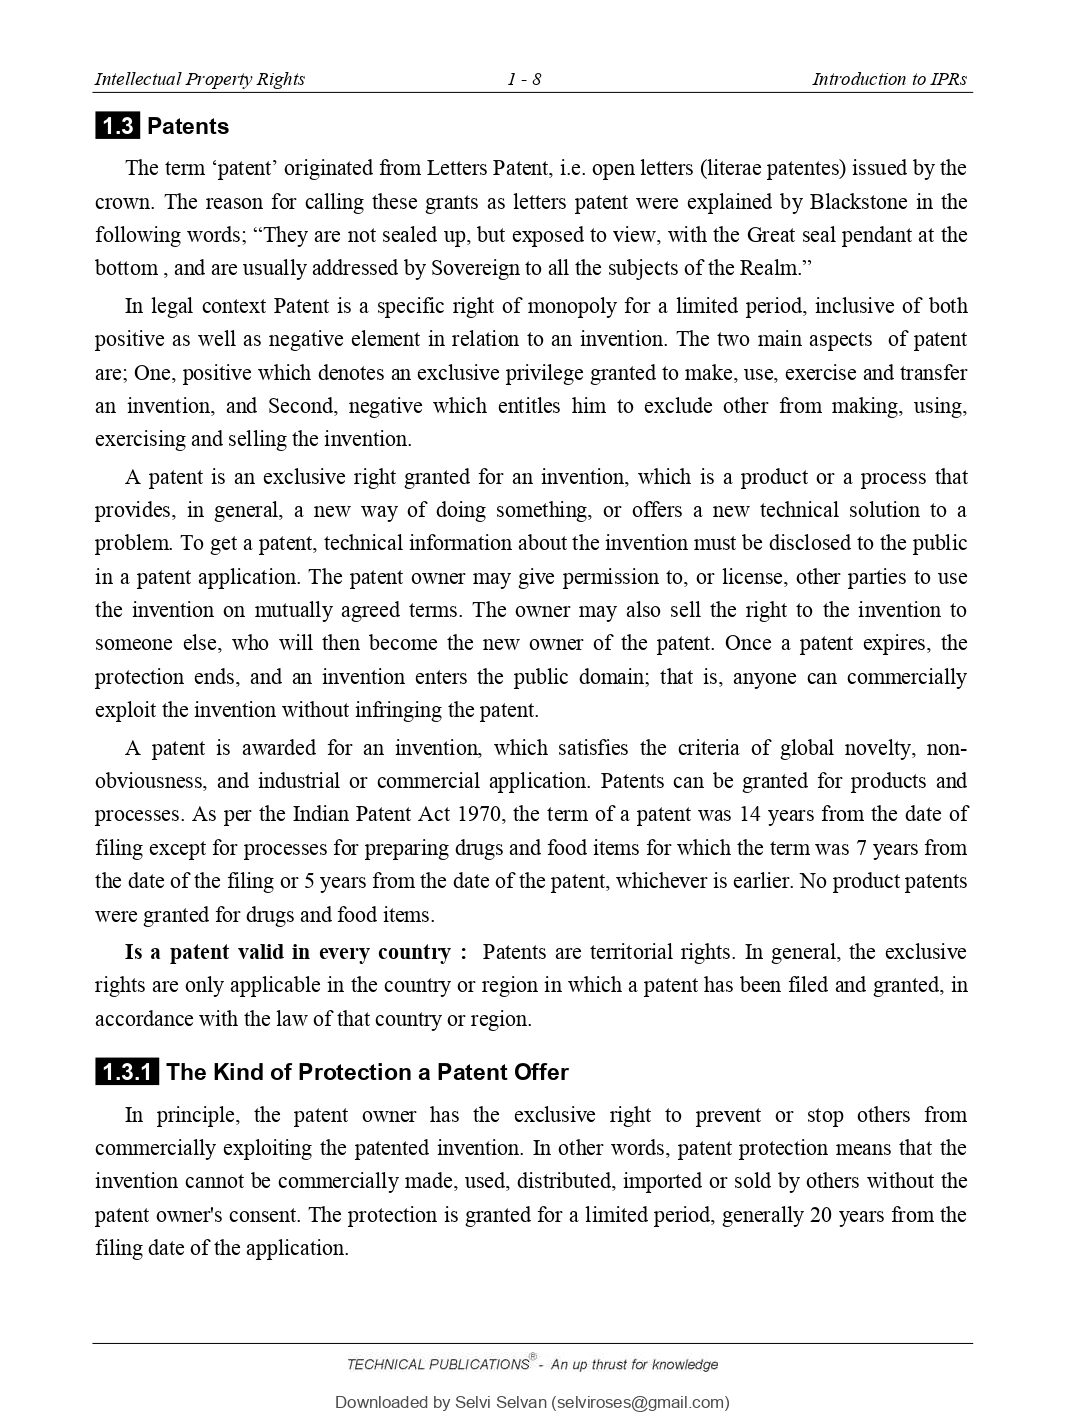 Intellectual Property Rights 1 - 8 Introduction to IPRs
1.3 Patents
The term ‘patent’ originated from Letters Patent, i.e. open letters (literae patentes) issued by the
crown. The reason for calling these grants as letters patent were explained by Blackstone in the
following words; “They are not sealed up, but exposed to view, with the Great seal pendant at the
bottom , and are usually addressed by Sovereign to all the subjects of the Realm.”
In legal context Patent is a specific right of monopoly for a limited period, inclusive of both
positive as well as negative element in relation to an invention. The two main aspects of patent
are; One, positive which denotes an exclusive privilege granted to make, use, exercise and transfer
an invention, and Second, negative which entitles him to exclude other from making, using,
exercising and selling the invention.
A patent is an exclusive right granted for an invention, which is a product or a process that
provides, in general, a new way of doing something, or offers a new technical solution to a
problem. To get a patent, technical information about the invention must be disclosed to the public
in a patent application. The patent owner may give permission to, or license, other parties to use
the invention on mutually agreed terms. The owner may also sell the right to the invention to
someone else, who will then become the new owner of the patent. Once a patent expires, the
protection ends, and an invention enters the public domain; that is, anyone can commercially
exploit the invention without infringing the patent.
A patent is awarded for an invention, which satisfies the criteria of global novelty, non-
obviousness, and industrial or commercial application. Patents can be granted for products and
processes. As per the Indian Patent Act 1970, the term of a patent was 14 years from the date of
filing except for processes for preparing drugs and food items for which the term was 7 years from
the date of the filing or 5 years from the date of the patent, whichever is earlier. No product patents
were granted for drugs and food items.
Is a patent valid in every country : Patents are territorial rights. In general, the exclusive
rights are only applicable in the country or region in which a patent has been filed and granted, in
accordance with the law of that country or region.
1.3.1 The Kind of Protection a Patent Offer
In principle, the patent owner has the exclusive right to prevent or stop others from
commercially exploiting the patented invention. In other words, patent protection means that the
invention cannot be commercially made, used, distributed, imported or sold by others without the
patent owner's consent. The protection is granted for a limited period, generally 20 years from the
filing date of the application.
TECHNICAL PUBLICATIONS® - An up thrust for knowledge
Downloaded by Selvi Selvan (selviroses@gmail.com)